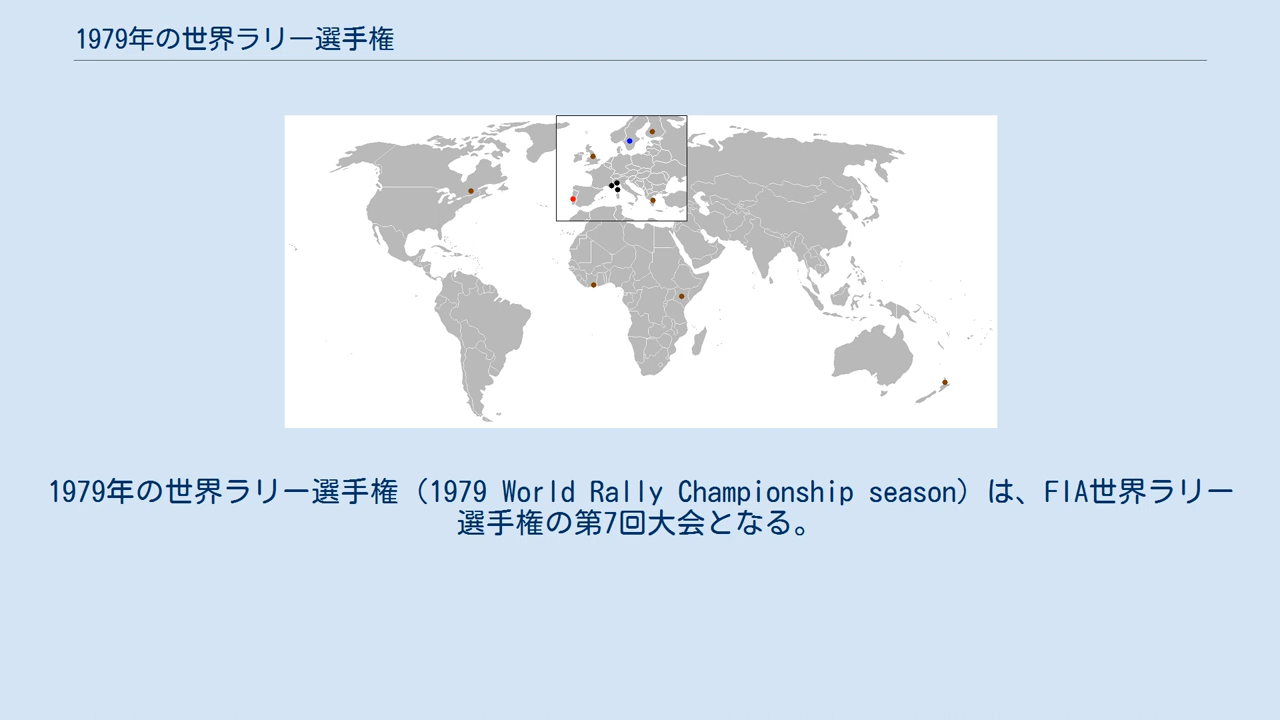 1979年の世界ラリー選手権
1979年の世界ラリー選手権（1979 World Rally Championship season）は、FIA世界ラリー
選手権の第7回大会となる。